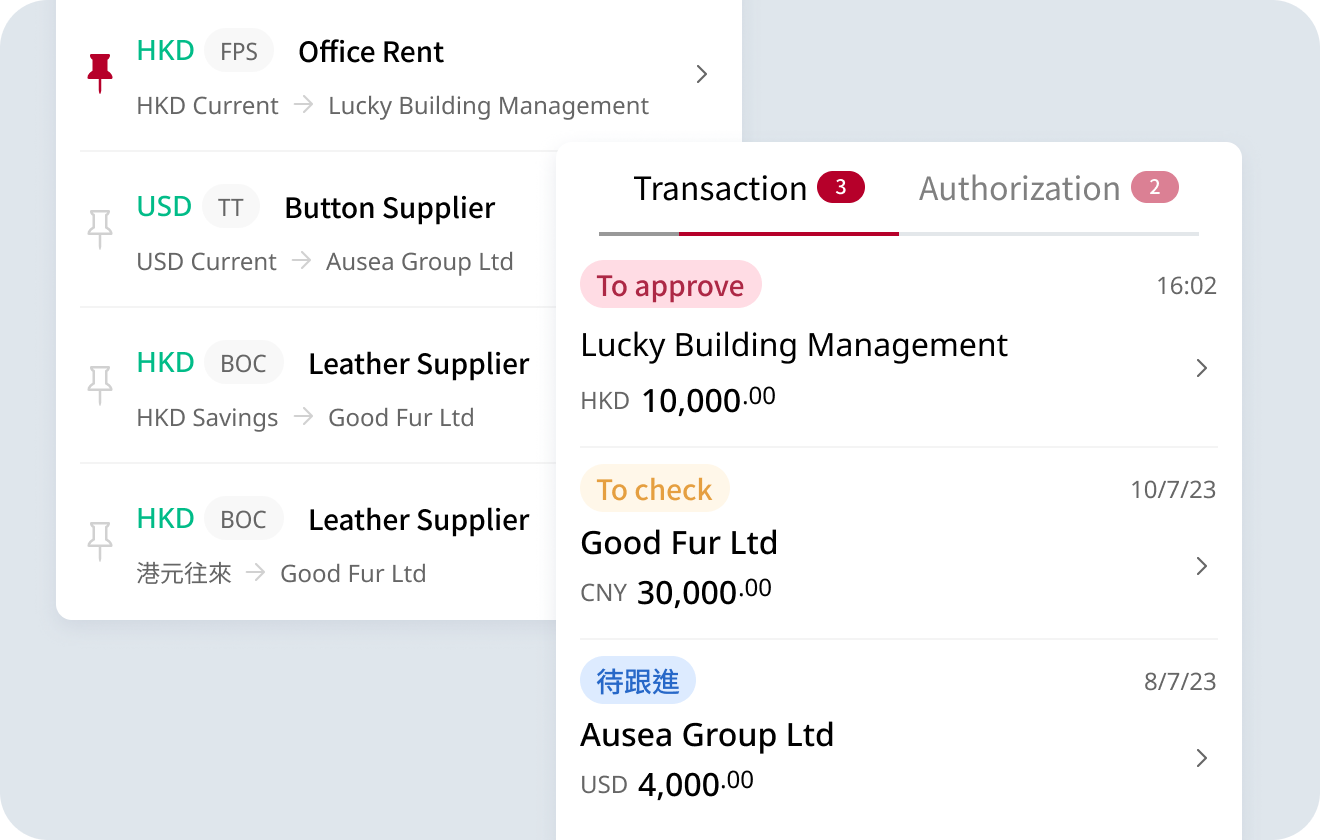 HKD FPS Office Rent
HKD Current → Lucky Building Management
USD TT Button Supplier
USD Current → Ausea Group Ltd
HKD BOC Leather Supplier
HKD Savings → Good Fur Ltd
HKD BOC Leather Supplier
港元往來 → Good Fur Ltd
Transaction 3 Authorization 2
To approve 16:02
Lucky Building Management
HKD 10,000.00
To check 10/7/23
Good Fur Ltd
CNY 30,000.00
待跟進 8/7/23
Ausea Group Ltd
USD 4,000.00